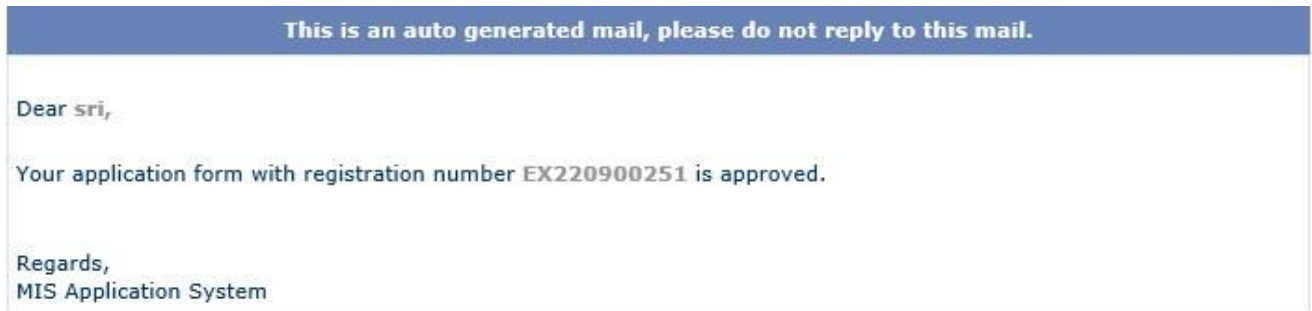 This is an auto generated mail, please do not reply to this mail.
Dear sri,
Your application form with registration number EX220900251 is approved.
Regards,
MIS Application System